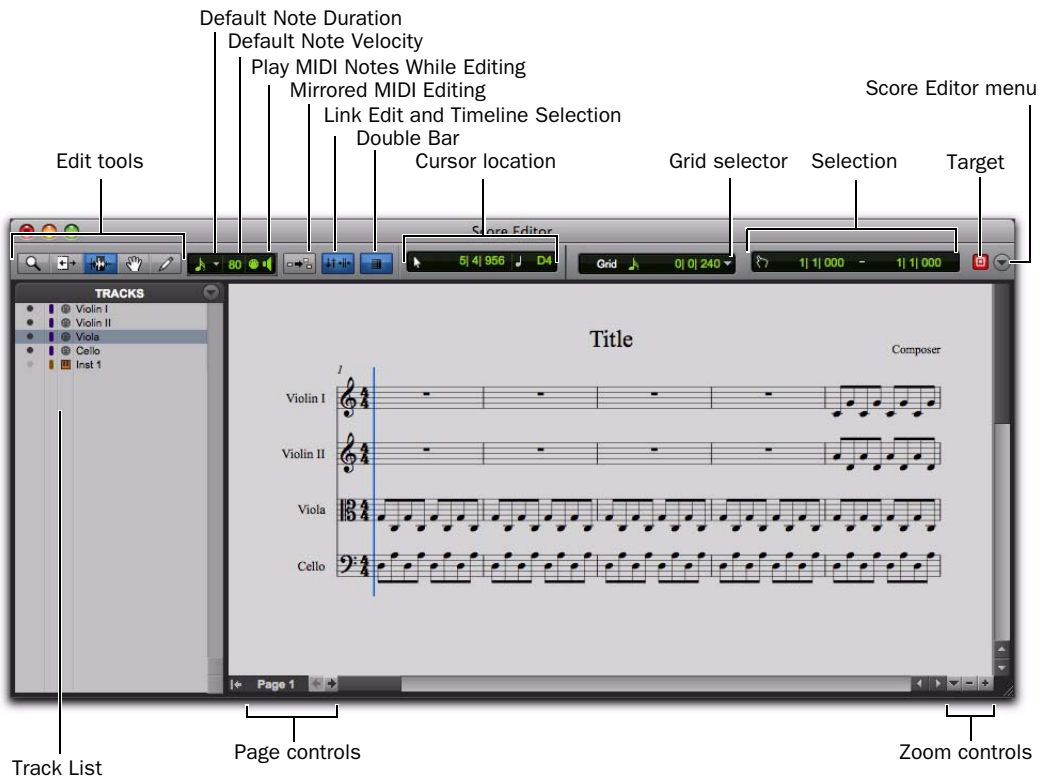 Default Note Duration
Default Note Velocity
Play MIDI Notes While Editing
Mirrored MIDI Editing
Link Edit and Timeline Selection
Double Bar
Score Editor menu
Edit tools
Cursor location
Grid selector
Selection
Target
Score Editor
80
5| 4| 956
D4
Grid
0| 0| 240
1| 1| 000 - 1| 1| 000
TRACKS
Violin I
Violin II
Viola
Cello
Inst 1
Title
Composer
1
Violin I
Violin II
Viola
Cello
Page 1
Page controls
Zoom controls
Track List